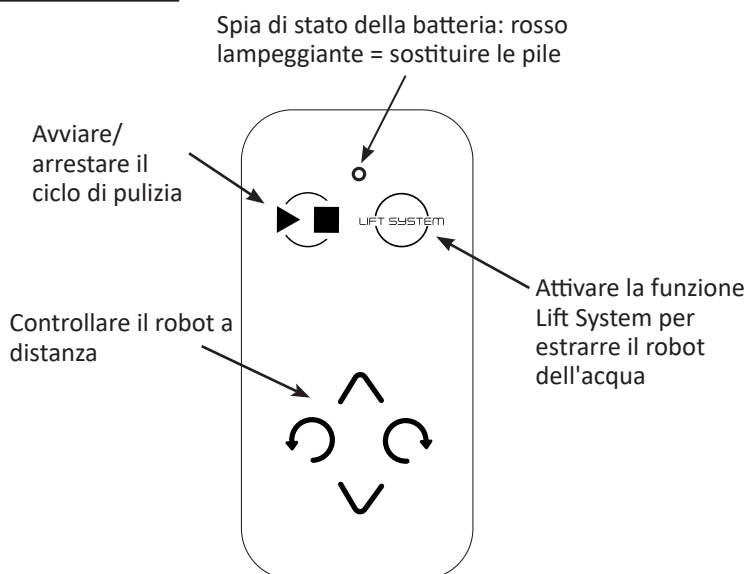 Spia di stato della batteria: rosso
lampeggiante = sostituire le pile
Avviare/
arrestare il
ciclo di pulizia
LIFT SYSTEM
Attivare la funzione
Lift System per
estrarre il robot
dell'acqua
Controllare il robot a
distanza